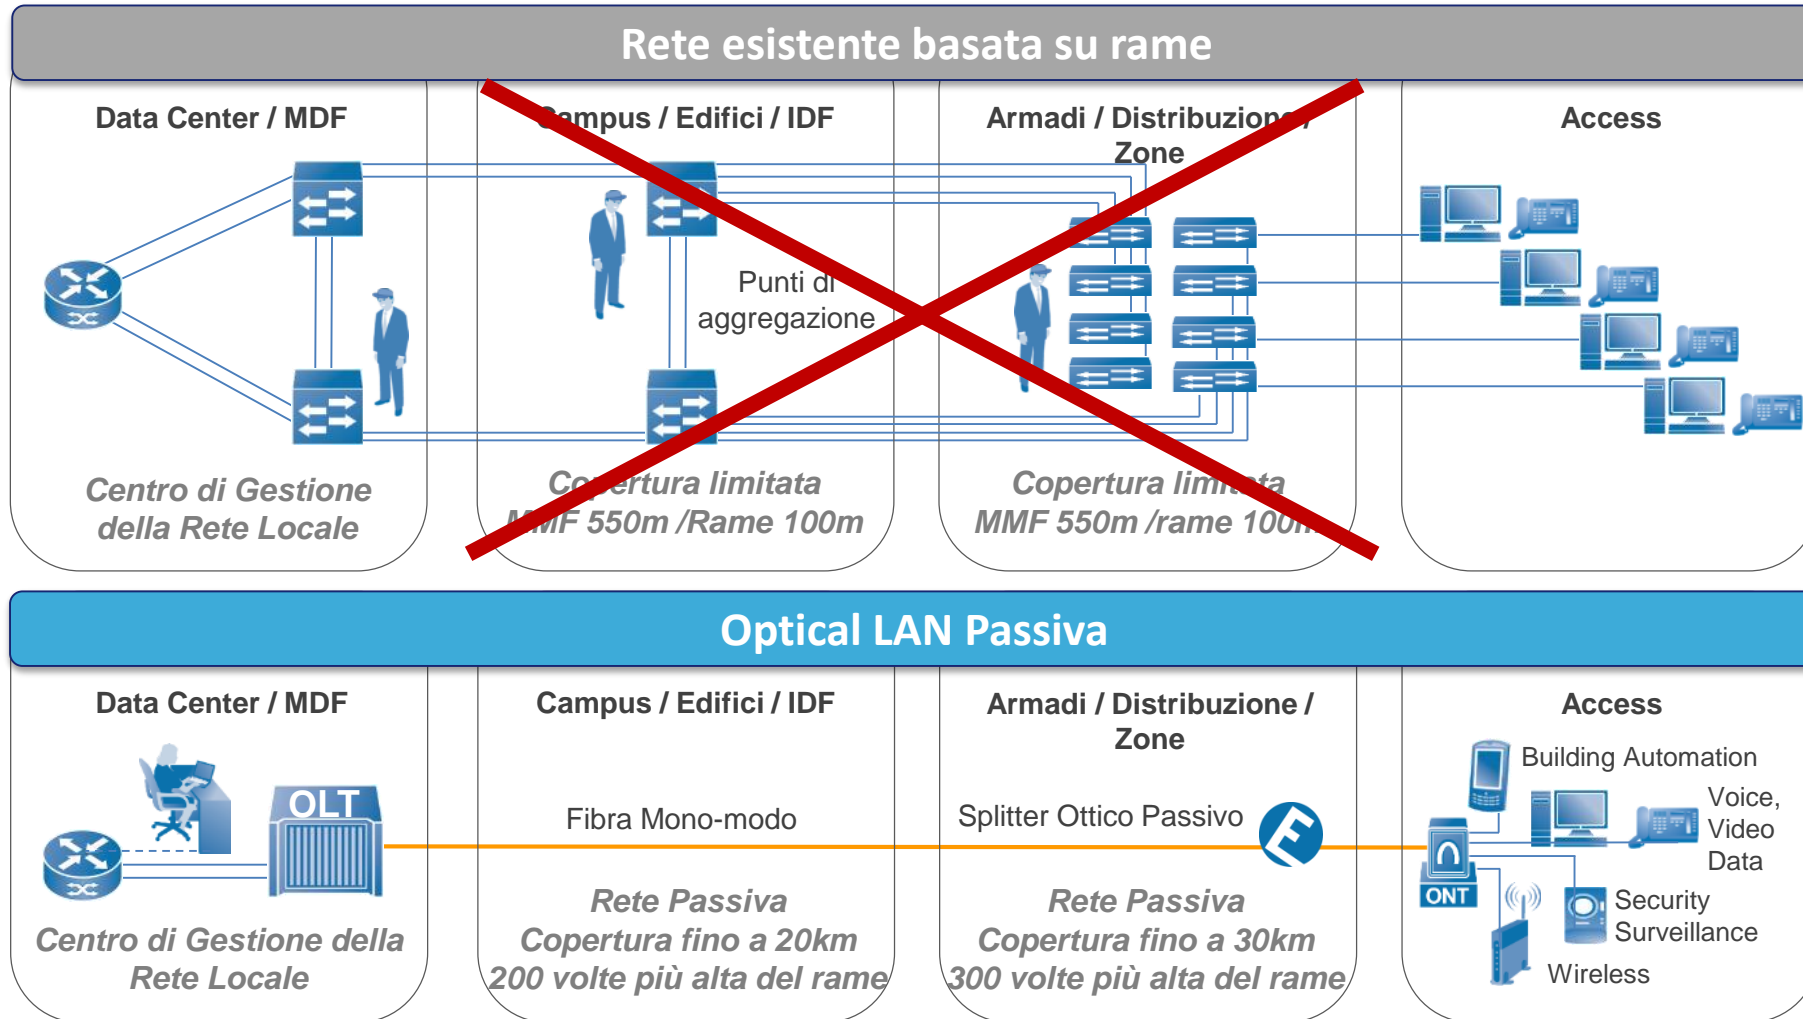 Rete esistente basata su rame
Data Center / MDF
Campus / Edifici / IDF
Armadi / Distribuzione /
Zone
Access
Punti di
aggregazione
Centro di Gestione
della Rete Locale
Copertura limitata
MMF 550m /Rame 100m
Copertura limitata
MMF 550m /rame 100m
Optical LAN Passiva
Data Center / MDF
Campus / Edifici / IDF
Armadi / Distribuzione /
Zone
Access
OLT
Fibra Mono-modo
Splitter Ottico Passivo
Building Automation
Voice,
Video
Data
ONT
Security
Surveillance
Wireless
Centro di Gestione della
Rete Locale
Rete Passiva
Copertura fino a 20km
200 volte più alta del rame
Rete Passiva
Copertura fino a 30km
300 volte più alta del rame